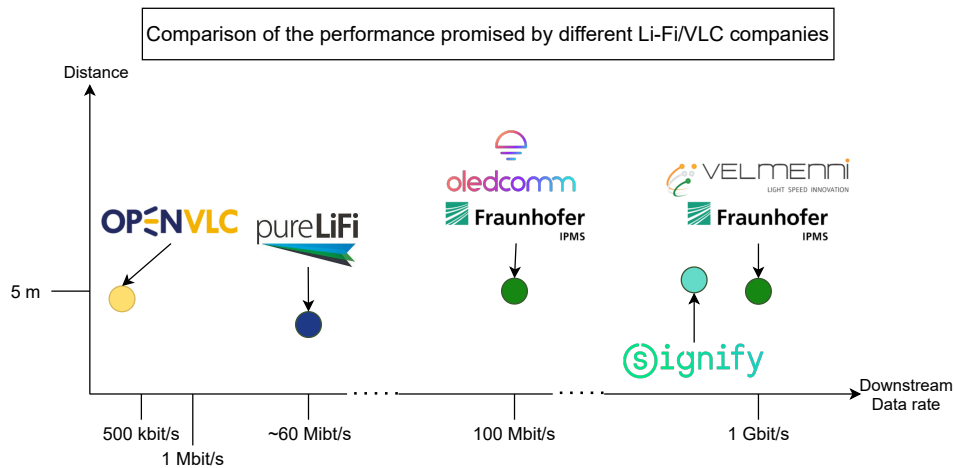 Comparison of the performance promised by different Li-Fi/VLC companies
Distance
oledcomm
VELMENNI
LIGHT SPEED INNOVATION
OPENVLC
pureLiFi
Fraunhofer
IPMS
Fraunhofer
IPMS
5 m
signify
Downstream
Data rate
500 kbit/s
~60 Mibt/s
100 Mbit/s
1 Gbit/s
1 Mbit/s